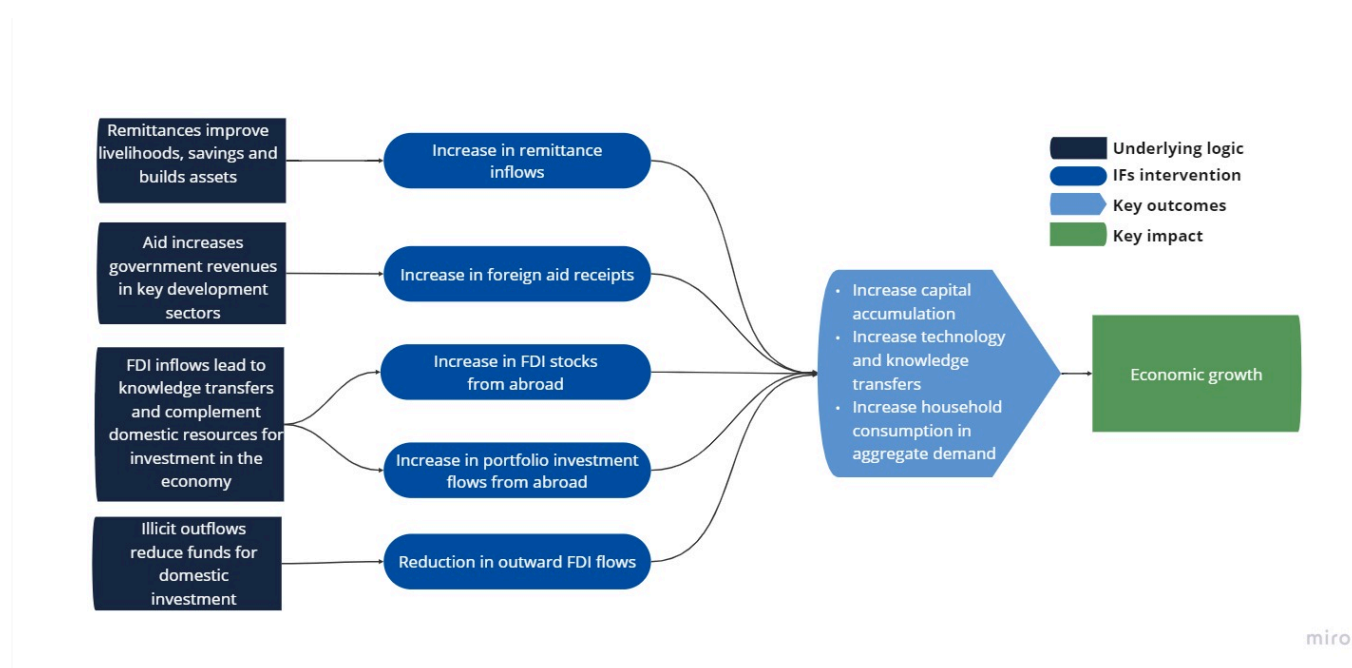 Remittances improve
livelihoods, savings and
builds assets
Increase in remittance
inflows
Aid increases
government revenues
in key development
sectors
Increase in foreign aid receipts
FDI inflows lead to
knowledge transfers
and complement
domestic resources for
investment in the
economy
Increase in FDI stocks
from abroad
Increase in portfolio investment
flows from abroad
Illicit outflows
reduce funds for
domestic
investment
Reduction in outward FDI flows
• Increase capital
accumulation
• Increase technology
and knowledge
transfers
• Increase household
consumption in
aggregate demand
Economic growth
Underlying logic
IFs intervention
Key outcomes
Key impact
miro